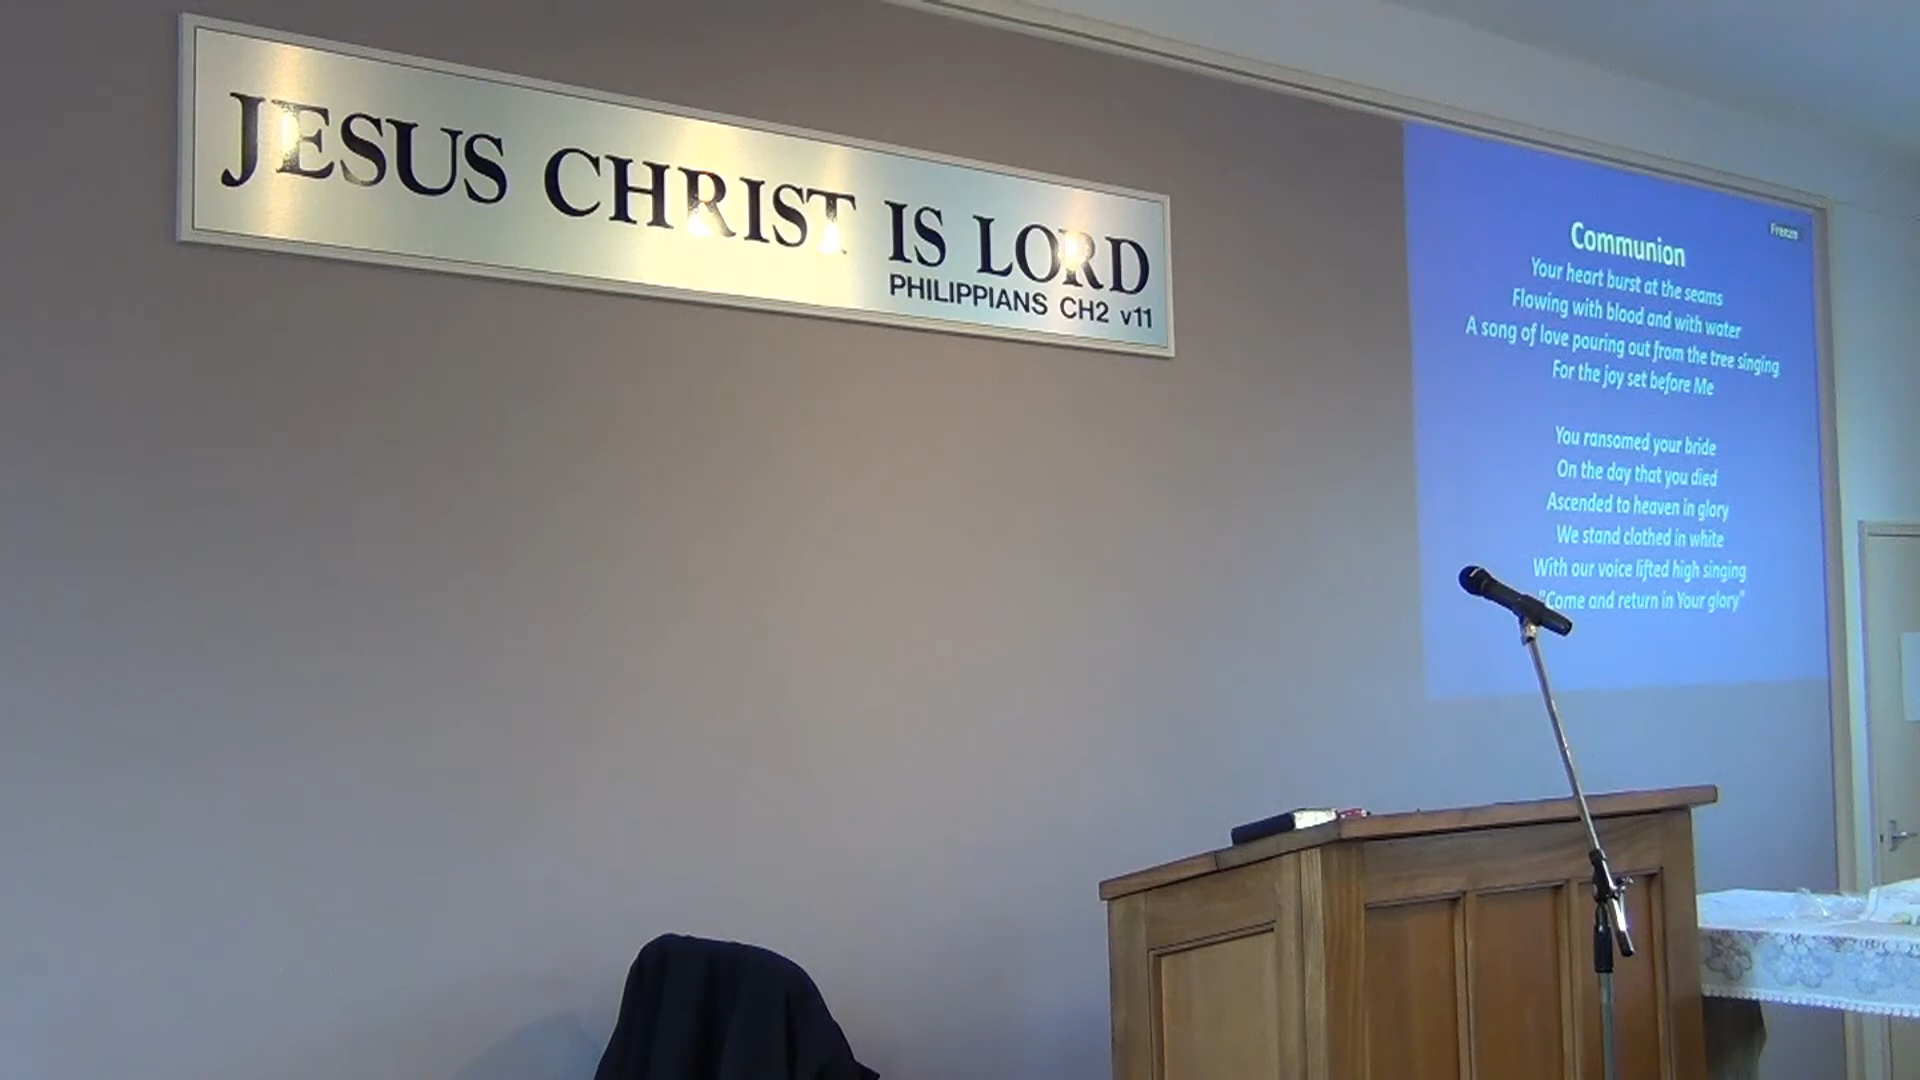 JESUS CHRIST IS LORD
PHILIPPIANS CH2 v11
Communion
Your heart burst at the seams
Flowing with blood and with water
A song of love pouring out from the tree singing
For the joy set before Me
You ransomed your bride
On the day that you died
Ascended to heaven in glory
We stand clothed in white
With our voice lifted high singing
"Come and return in Your glory"